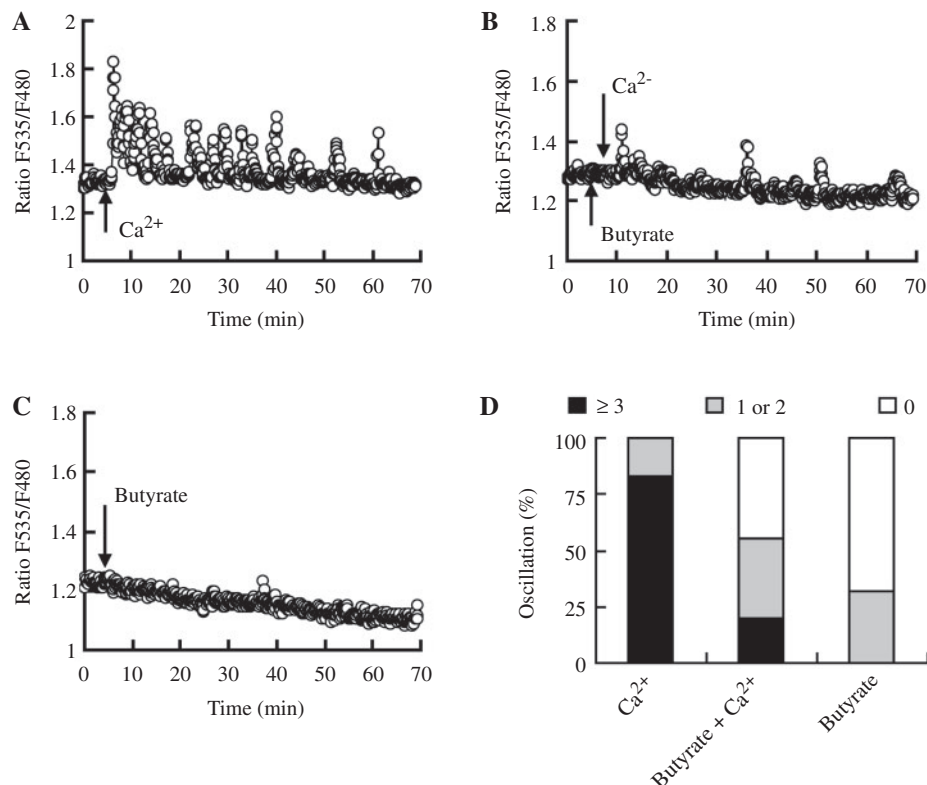 A
Ratio F535/F480
2
1.8
1.6
1.4
1.2
1
Ca²⁺
0 10 20 30 40 50 60 70
Time (min)
B
Ratio F535/F480
1.8
1.6
1.4
1.2
1
Ca²⁻
Butyrate
0 10 20 30 40 50 60 70
Time (min)
C
Ratio F535/F480
1.8
1.6
1.4
1.2
1
Butyrate
0 10 20 30 40 50 60 70
Time (min)
D
≥ 3 1 or 2 0
Oscillation (%)
100
75
50
25
0
Ca²⁺
Butyrate + Ca²⁺
Butyrate